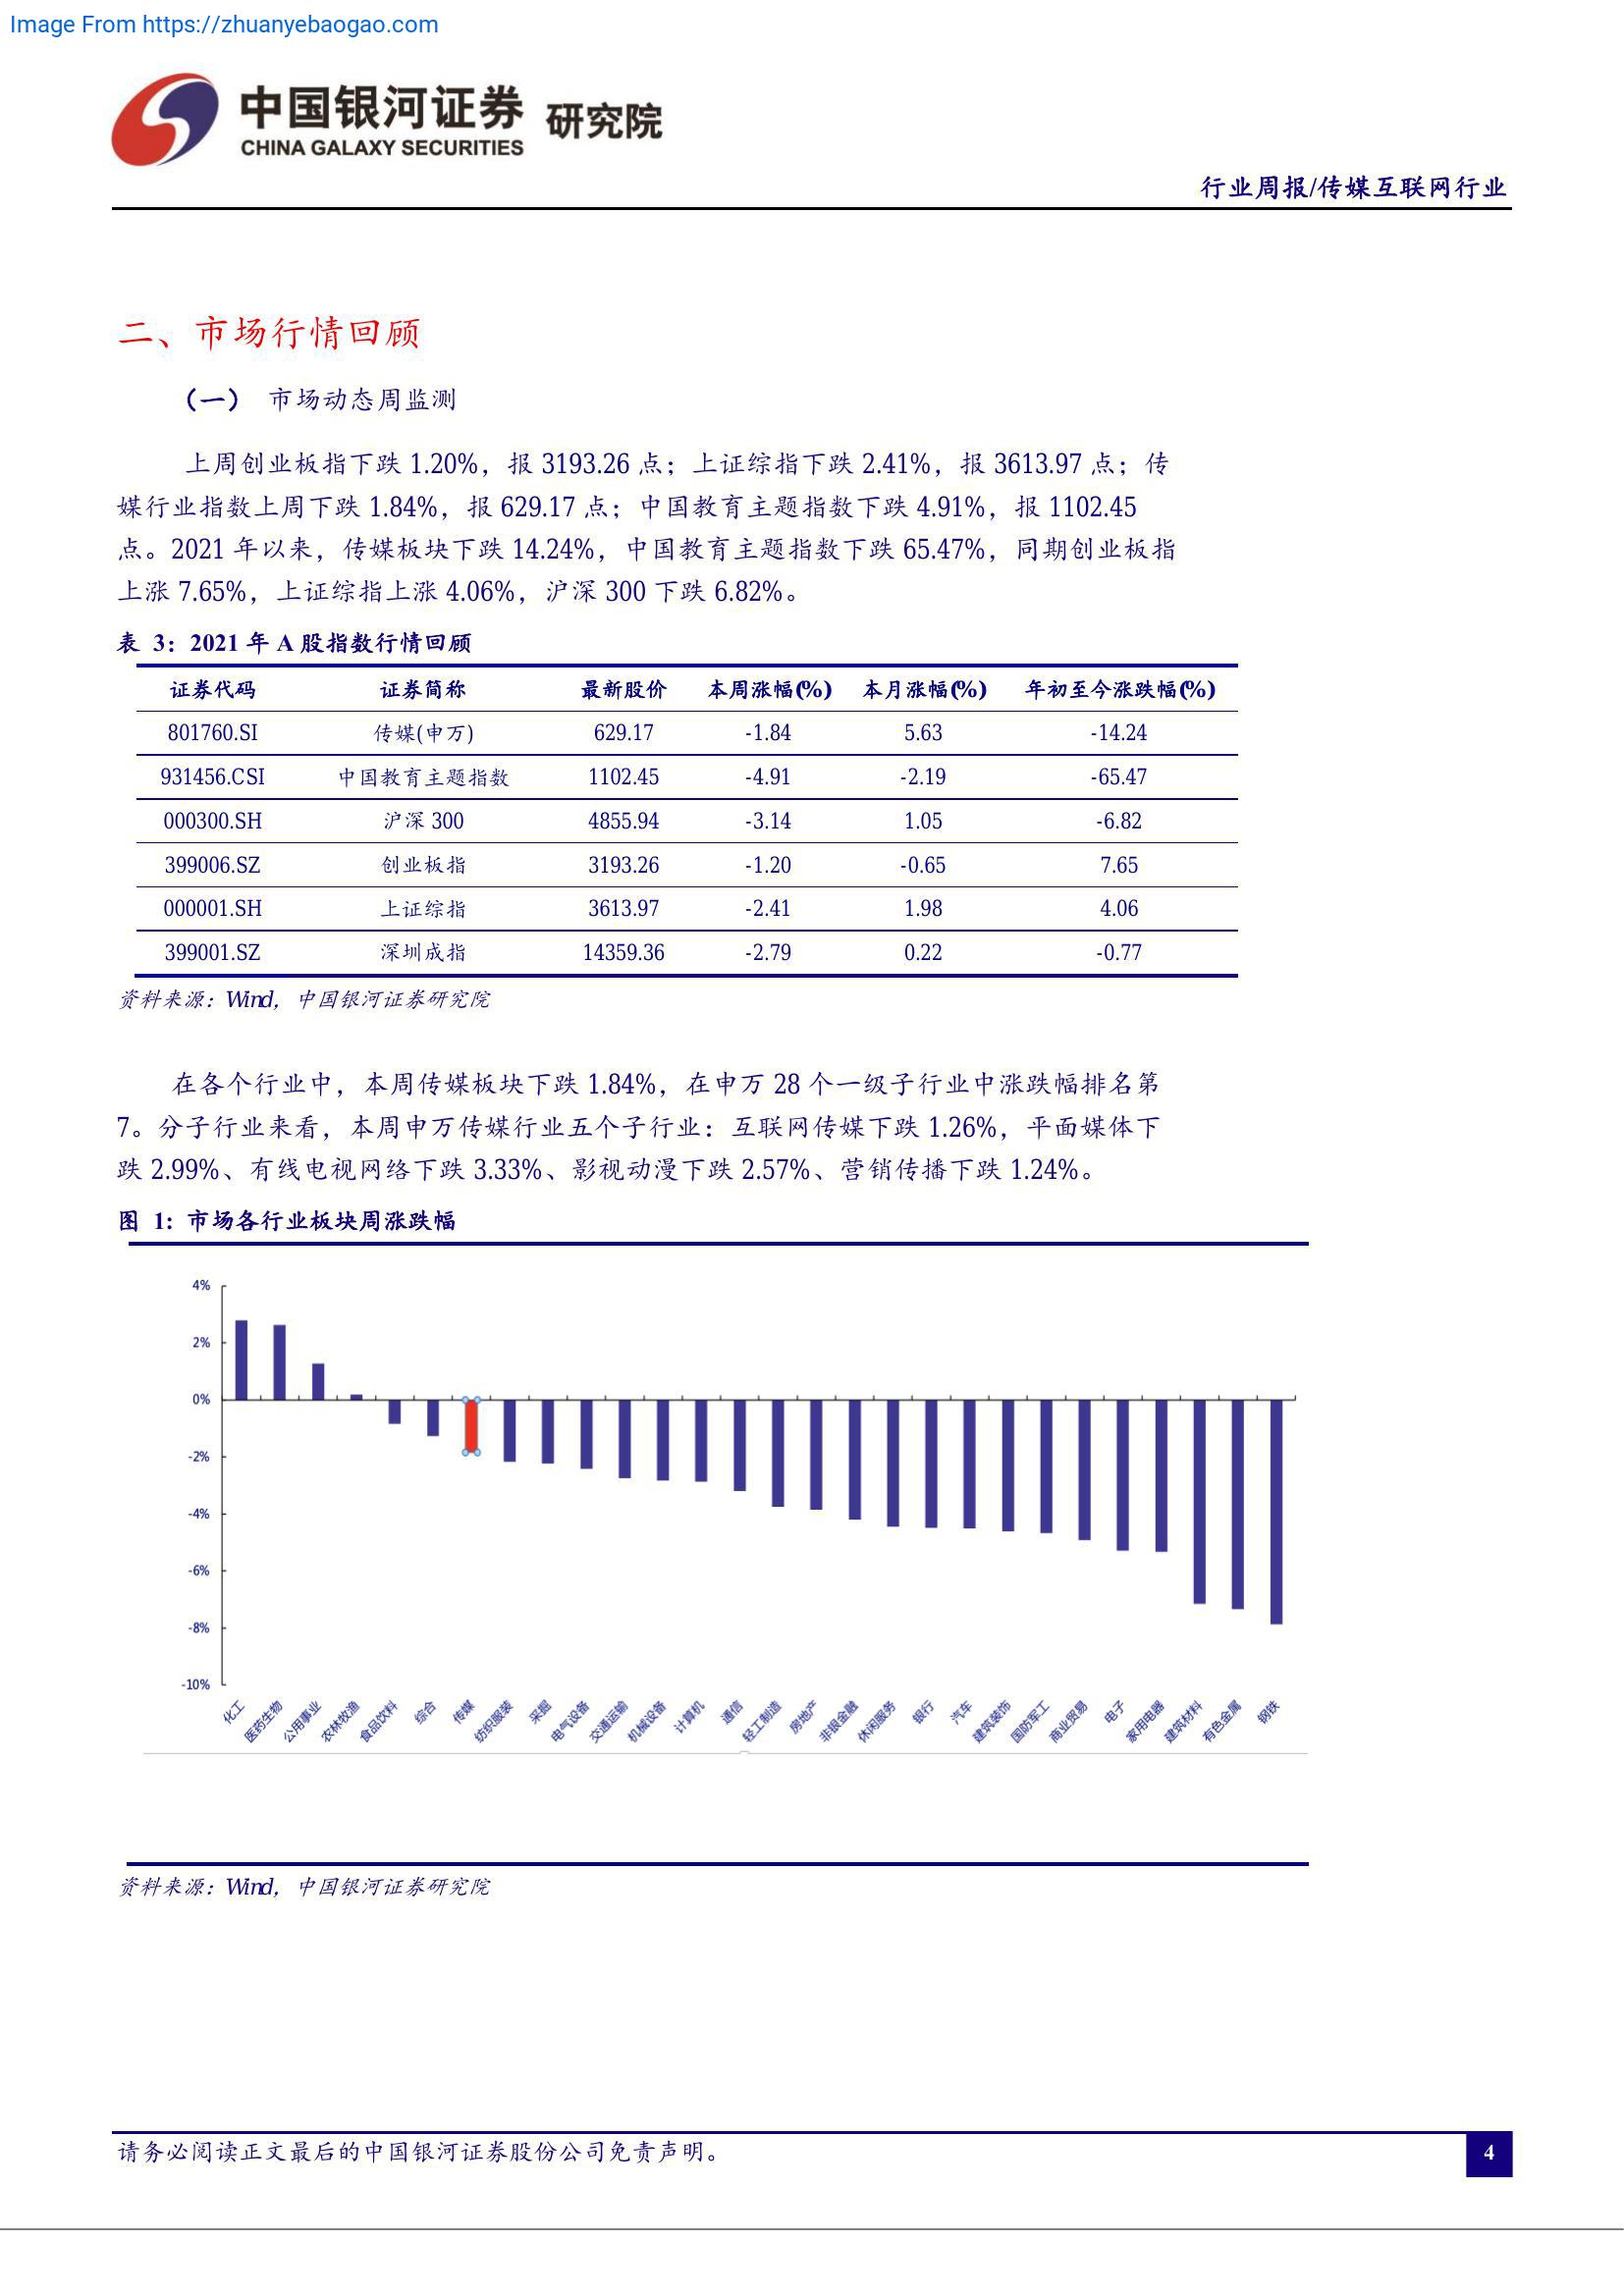 Image From https://zhuanyebaogao.com
中国银河证券 研究院
CHINA GALAXY SECURITIES
行业周报/传媒互联网行业
二、市场行情回顾
（一） 市场动态周监测
上周创业板指下跌 1.20%，报 3193.26 点；上证综指下跌 2.41%，报 3613.97 点；传
媒行业指数上周下跌 1.84%，报 629.17 点；中国教育主题指数下跌 4.91%，报 1102.45
点。2021 年以来，传媒板块下跌 14.24%，中国教育主题指数下跌 65.47%，同期创业板指
上涨 7.65%，上证综指上涨 4.06%，沪深 300 下跌 6.82%。
表 3：2021 年 A 股指数行情回顾
证券代码 证券简称 最新股价 本周涨幅(%) 本月涨幅(%) 年初至今涨跌幅(%)
801760.SI 传媒(申万) 629.17 -1.84 5.63 -14.24
931456.CSI 中国教育主题指数 1102.45 -4.91 -2.19 -65.47
000300.SH 沪深 300 4855.94 -3.14 1.05 -6.82
399006.SZ 创业板指 3193.26 -1.20 -0.65 7.65
000001.SH 上证综指 3613.97 -2.41 1.98 4.06
399001.SZ 深圳成指 14359.36 -2.79 0.22 -0.77
资料来源：Wind，中国银河证券研究院
在各个行业中，本周传媒板块下跌 1.84%，在申万 28 个一级子行业中涨跌幅排名第
7。分子行业来看，本周申万传媒行业五个子行业：互联网传媒下跌 1.26%，平面媒体下
跌 2.99%、有线电视网络下跌 3.33%、影视动漫下跌 2.57%、营销传播下跌 1.24%。
图 1：市场各行业板块周涨跌幅
4%
2%
0%
-2%
-4%
-6%
-8%
-10%
化工 医药生物 公用事业 农林牧渔 食品饮料 综合 传媒 纺织服装 采掘 电气设备 交通运输 机械设备 计算机 通信 轻工制造 房地产 非银金融 休闲服务 银行 汽车 建筑装饰 国防军工 商业贸易 电子 家用电器 建筑材料 有色金属 钢铁
资料来源：Wind，中国银河证券研究院
请务必阅读正文最后的中国银河证券股份公司免责声明。
4